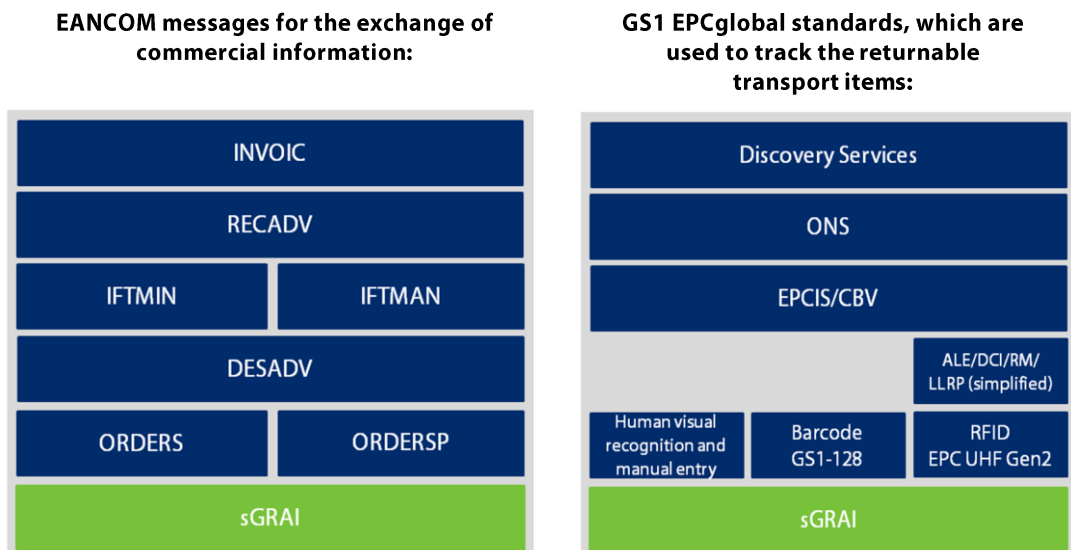 EANCOM messages for the exchange of
commercial information:
INVOIC
RECADV
IFTMIN
IFTMAN
DESADV
ORDERS
ORDERSP
sGRAI
GS1 EPCglobal standards, which are
used to track the returnable
transport items:
Discovery Services
ONS
EPCIS/CBV
ALE/DCI/RM/
LLRP (simplified)
Human visual
recognition and
manual entry
Barcode
GS1-128
RFID
EPC UHF Gen2
sGRAI